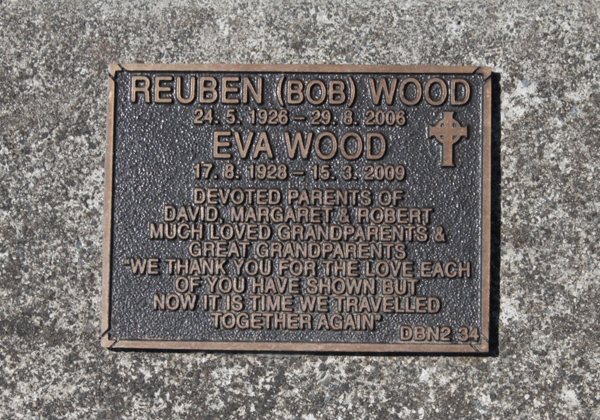 REUBEN (BOB) WOOD
24. 5. 1926 – 29. 8. 2006
EVA WOOD
17. 8. 1928 – 15. 3. 2009
DEVOTED PARENTS OF
DAVID, MARGARET & ROBERT
MUCH LOVED GRANDPARENTS &
GREAT GRANDPARENTS
"WE THANK YOU FOR THE LOVE EACH
OF YOU HAVE SHOWN BUT
NOW IT IS TIME WE TRAVELLED
TOGETHER AGAIN"
DBN2 34